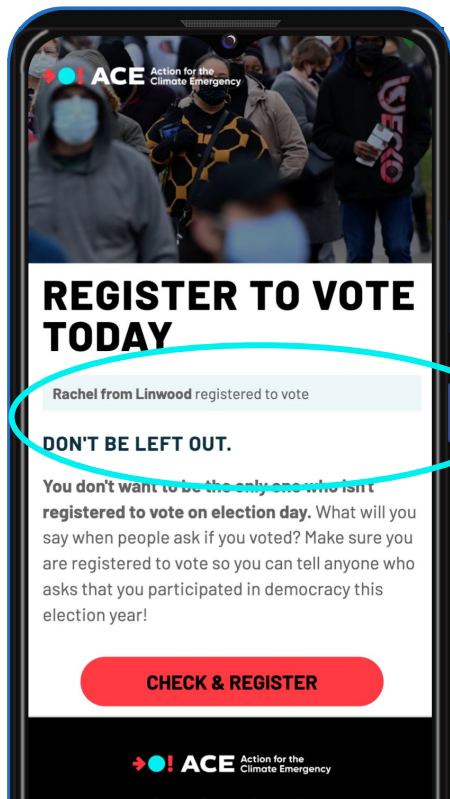 ACE Action for the
Climate Emergency
ECKO
REGISTER TO VOTE
TODAY
Rachel from Linwood registered to vote
DON'T BE LEFT OUT.
You don't want to be the only one who isn't
registered to vote on election day. What will you
say when people ask if you voted? Make sure you
are registered to vote so you can tell anyone who
asks that you participated in democracy this
election year!
CHECK & REGISTER
ACE Action for the
Climate Emergency